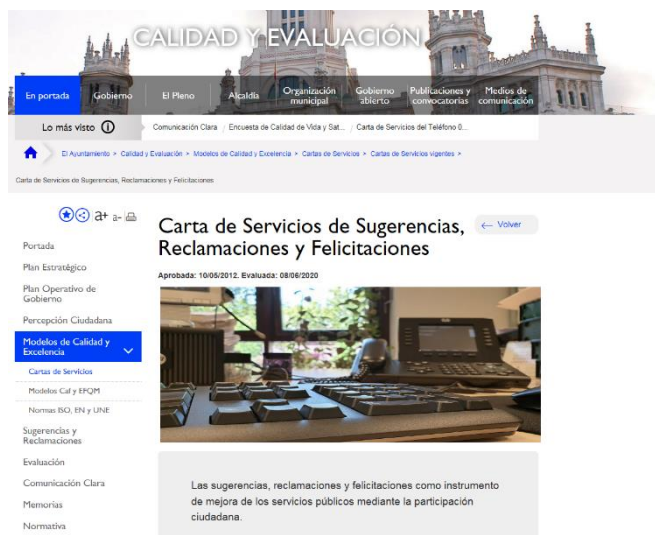 CALIDAD Y EVALUACIÓN
En portada
Gobierno
El Pleno
Alcaldía
Organización
municipal
Gobierno
abierto
Publicaciones y
convocatorias
Medios de
comunicación
Lo más visto
Comunicación Clara / Encuesta de Calidad de Vida y Sat... / Carta de Servicios del Teléfono 0...
El Ayuntamiento > Calidad y Evaluación > Modelos de Calidad y Excelencia > Cartas de Servicios > Cartas de Servicios vigentes >
Carta de Servicios de Sugerencias, Reclamaciones y Felicitaciones
a+ a-
Portada
Plan Estratégico
Plan Operativo de
Gobierno
Percepción Ciudadana
Modelos de Calidad y
Excelencia
Cartas de Servicios
Modelos Caf y EFQM
Normas ISO, EN y UNE
Sugerencias y
Reclamaciones
Evaluación
Comunicación Clara
Memorias
Normativa
Carta de Servicios de Sugerencias,
Reclamaciones y Felicitaciones
← Volver
Aprobada: 10/05/2012. Evaluada: 08/06/2020
Las sugerencias, reclamaciones y felicitaciones como instrumento
de mejora de los servicios públicos mediante la participación
ciudadana.